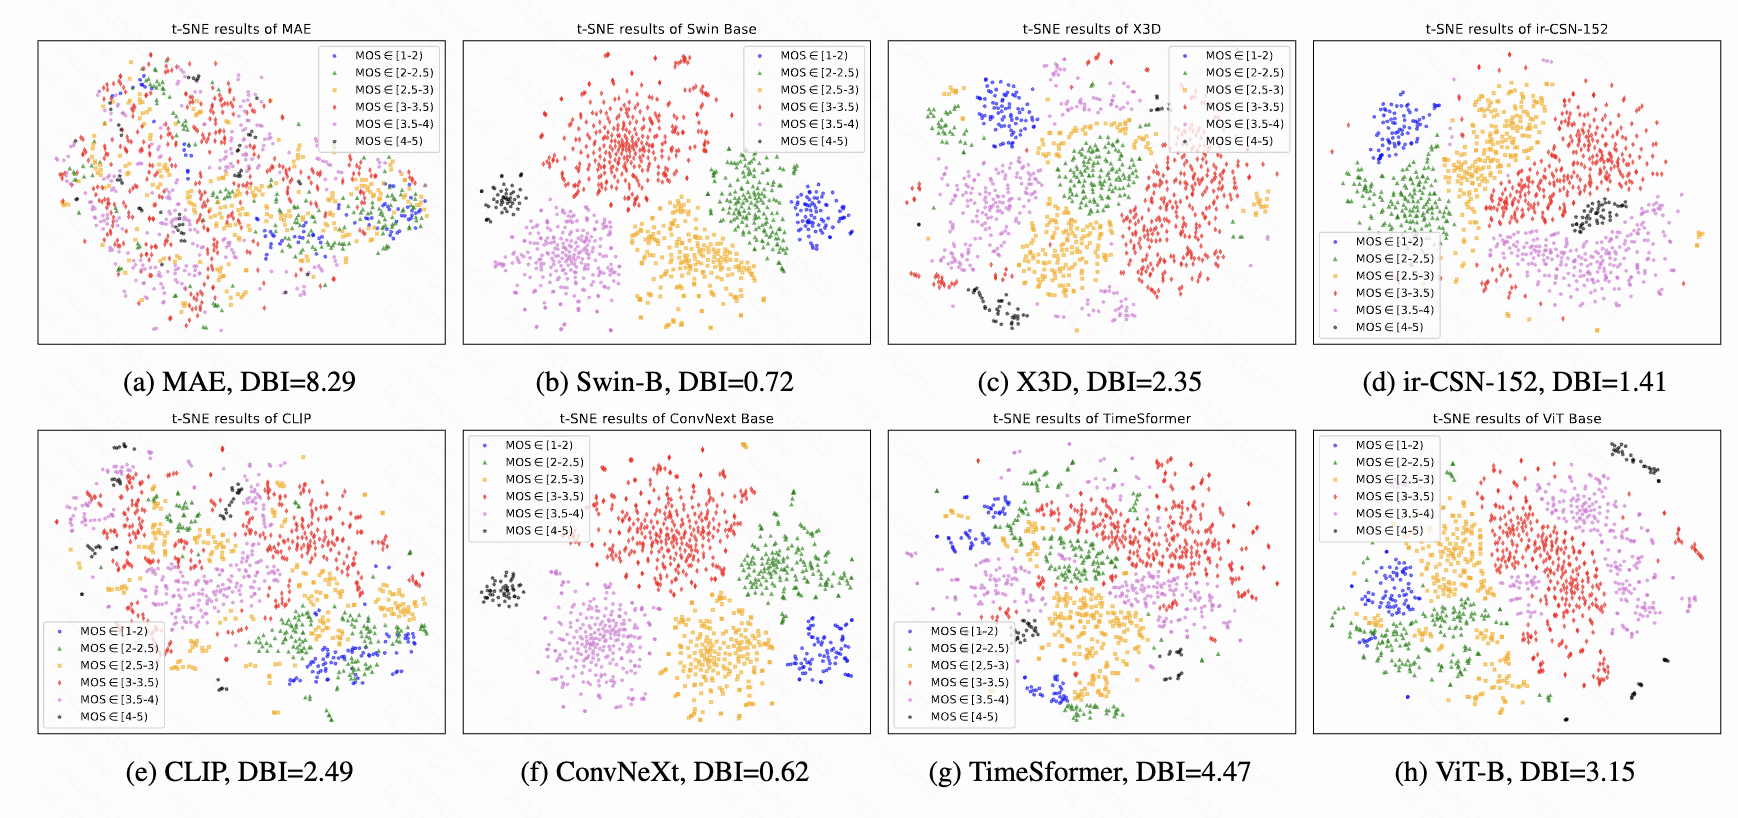 t-SNE results of MAE
MOS ∈ [1-2)
MOS ∈ [2-2.5)
MOS ∈ [2.5-3)
MOS ∈ [3-3.5)
MOS ∈ [3.5-4)
MOS ∈ [4-5)
(a) MAE, DBI=8.29
t-SNE results of Swin Base
MOS ∈ [1-2)
MOS ∈ [2-2.5)
MOS ∈ [2.5-3)
MOS ∈ [3-3.5)
MOS ∈ [3.5-4)
MOS ∈ [4-5)
(b) Swin-B, DBI=0.72
t-SNE results of X3D
MOS ∈ [1-2)
MOS ∈ [2-2.5)
MOS ∈ [2.5-3)
MOS ∈ [3-3.5)
MOS ∈ [3.5-4)
MOS ∈ [4-5)
(c) X3D, DBI=2.35
t-SNE results of ir-CSN-152
MOS ∈ [1-2)
MOS ∈ [2-2.5)
MOS ∈ [2.5-3)
MOS ∈ [3-3.5)
MOS ∈ [3.5-4)
MOS ∈ [4-5)
(d) ir-CSN-152, DBI=1.41
t-SNE results of CLIP
MOS ∈ [1-2)
MOS ∈ [2-2.5)
MOS ∈ [2.5-3)
MOS ∈ [3-3.5)
MOS ∈ [3.5-4)
MOS ∈ [4-5)
(e) CLIP, DBI=2.49
t-SNE results of ConvNext Base
MOS ∈ [1-2)
MOS ∈ [2-2.5)
MOS ∈ [2.5-3)
MOS ∈ [3-3.5)
MOS ∈ [3.5-4)
MOS ∈ [4-5)
(f) ConvNeXt, DBI=0.62
t-SNE results of TimeSformer
MOS ∈ [1-2)
MOS ∈ [2-2.5)
MOS ∈ [2.5-3)
MOS ∈ [3-3.5)
MOS ∈ [3.5-4)
MOS ∈ [4-5)
(g) TimeSformer, DBI=4.47
t-SNE results of ViT Base
MOS ∈ [1-2)
MOS ∈ [2-2.5)
MOS ∈ [2.5-3)
MOS ∈ [3-3.5)
MOS ∈ [3.5-4)
MOS ∈ [4-5)
(h) ViT-B, DBI=3.15